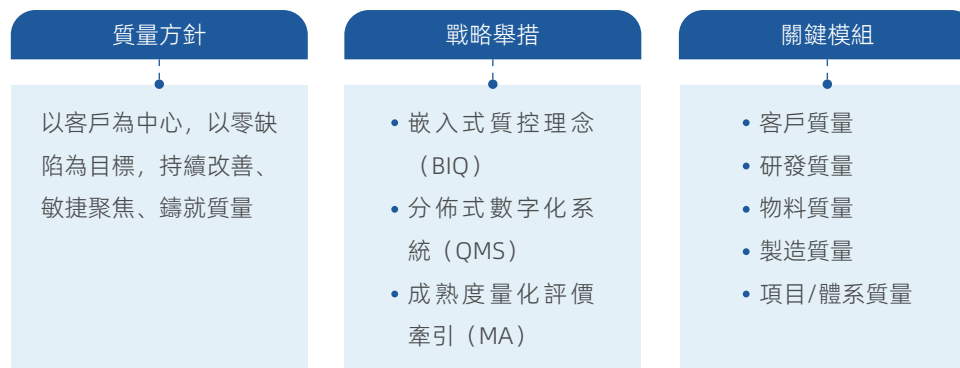 質量方針
以客戶為中心，以零缺
陷為目標，持續改善、
敏捷聚焦、鑄就質量
戰略舉措
• 嵌入式質控理念
（BIQ）
• 分佈式數字化系
統（QMS）
• 成熟度量化評價
牽引（MA）
關鍵模組
• 客戶質量
• 研發質量
• 物料質量
• 製造質量
• 項目/體系質量